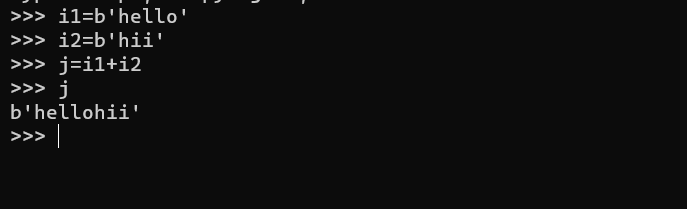 >>> i1=b'hello'
>>> i2=b'hii'
>>> j=i1+i2
>>> j
b'hellohii'
>>>